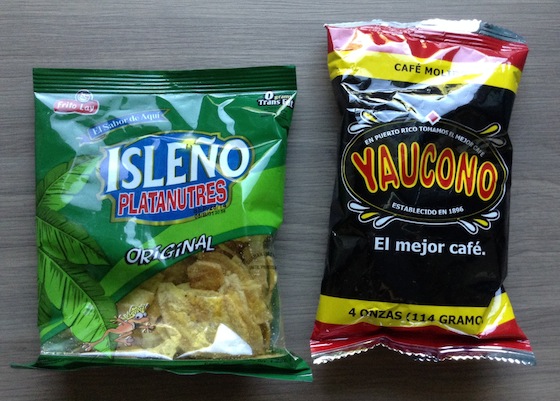 Frito Lay
0 grams
Trans Fat
El Sabor de Aquí
ISLEÑO
PLATANUTRES
ORIGINAL
CAFÉ MOLI
EN PUERTO RICO TOMAMOS EL MEJOR CAFÉ
YAUCONO
ESTABLECIDO EN 1896
El mejor café.
4 ONZAS (114 GRAMO